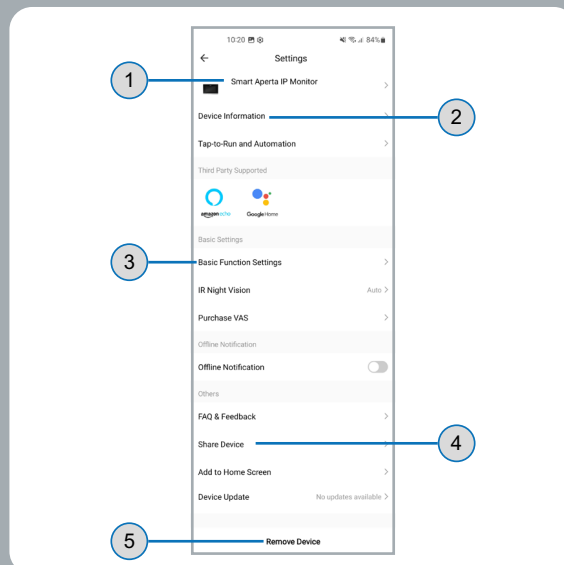 10:20 84%
Settings
1 Smart Aperta IP Monitor
Device Information 2
Tap-to-Run and Automation
Third Party Supported
amazon echo Google Home
Basic Settings
3 Basic Function Settings
IR Night Vision Auto
Purchase VAS
Offline Notification
Offline Notification
Others
FAQ & Feedback
Share Device 4
Add to Home Screen
Device Update No updates available
5 Remove Device